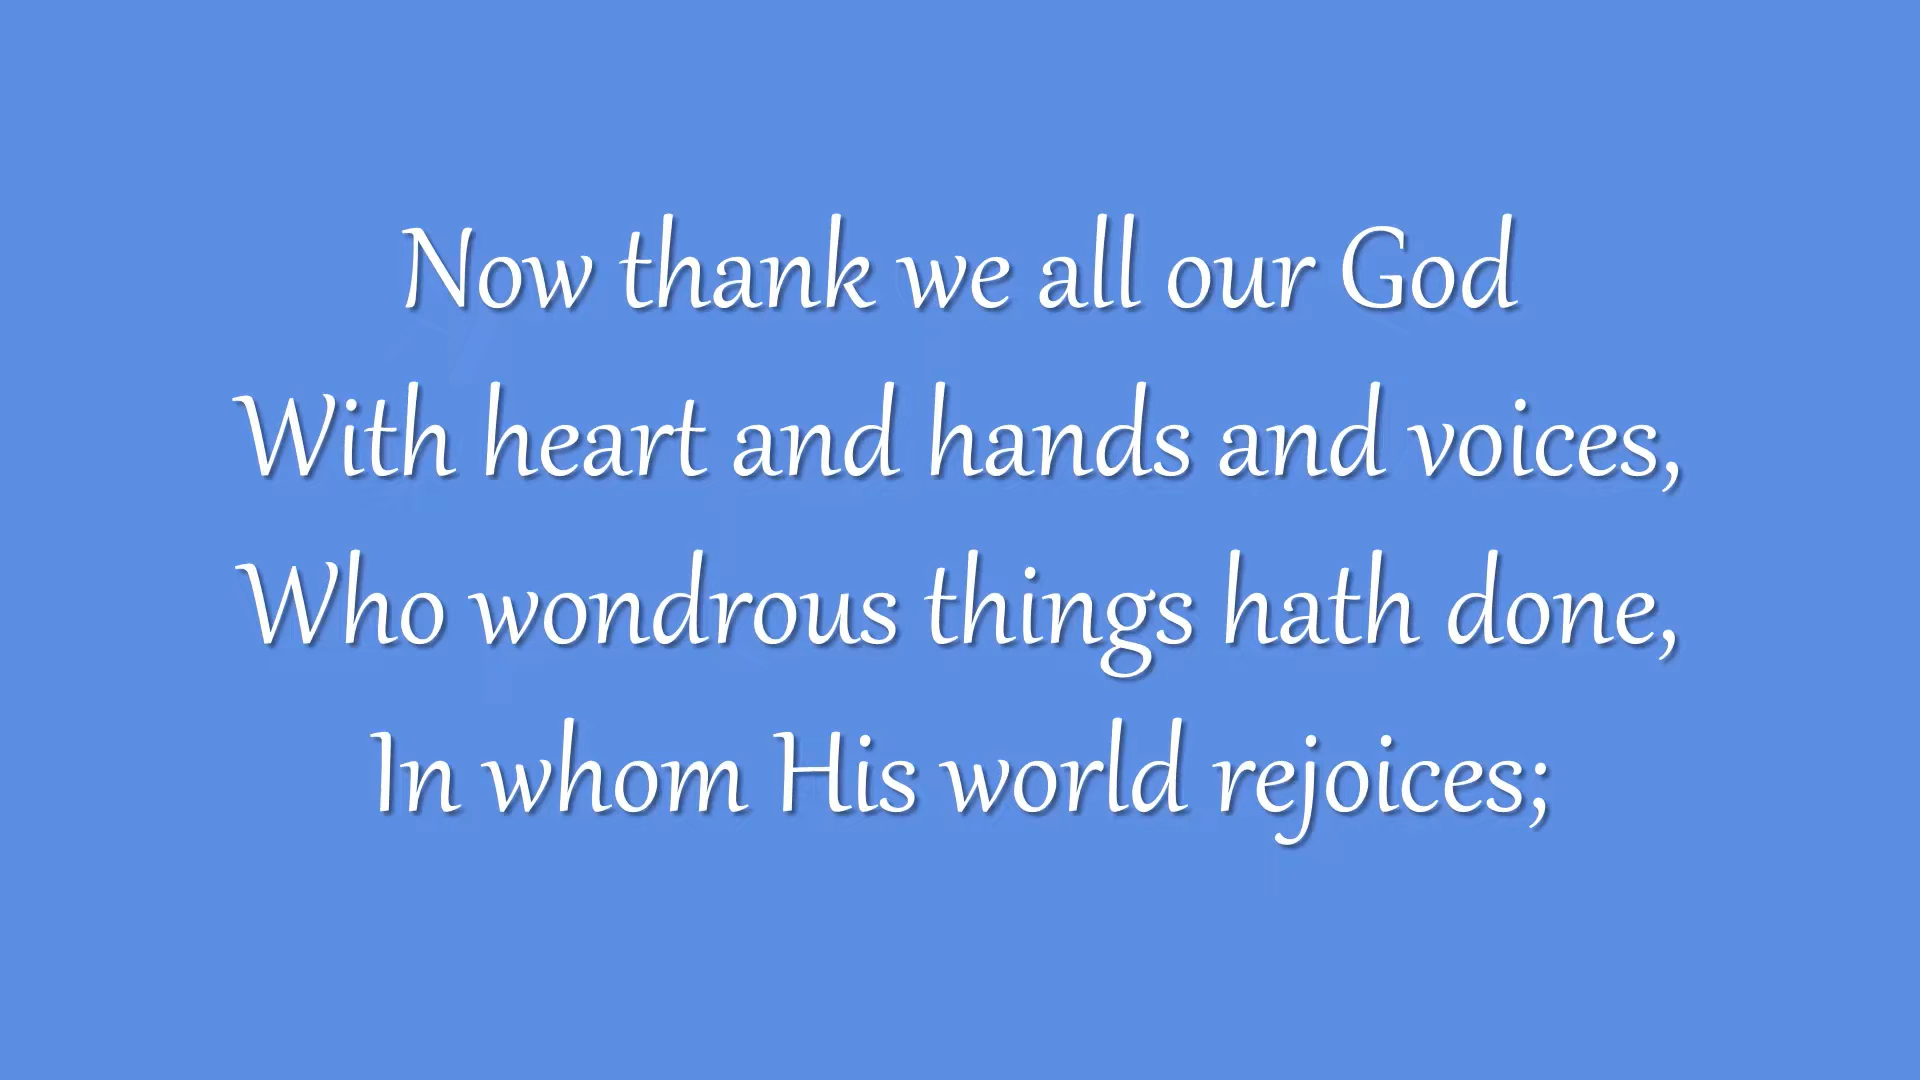 Now thank we all our God
With heart and hands and voices,
Who wondrous things hath done,
In whom His world rejoices;